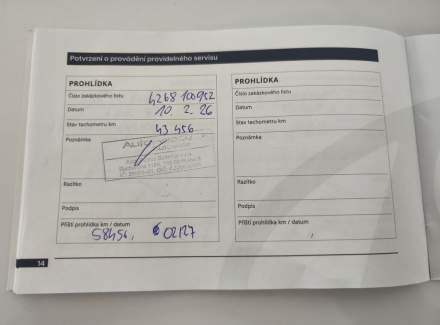 Potvrzení o provádění pravidelného servisu
PROHLÍDKA
Číslo zakázkového listu 4268100952
Datum 10. 2. 26
Stav tachometru km 43 456
Poznámka
Razítko
Podpis
Příští prohlídka km / datum
58456, 02/27
PROHLÍDKA
Číslo zakázkového listu
Datum
Stav tachometru km
Poznámka
Razítko
Podpis
Příští prohlídka km / datum
14